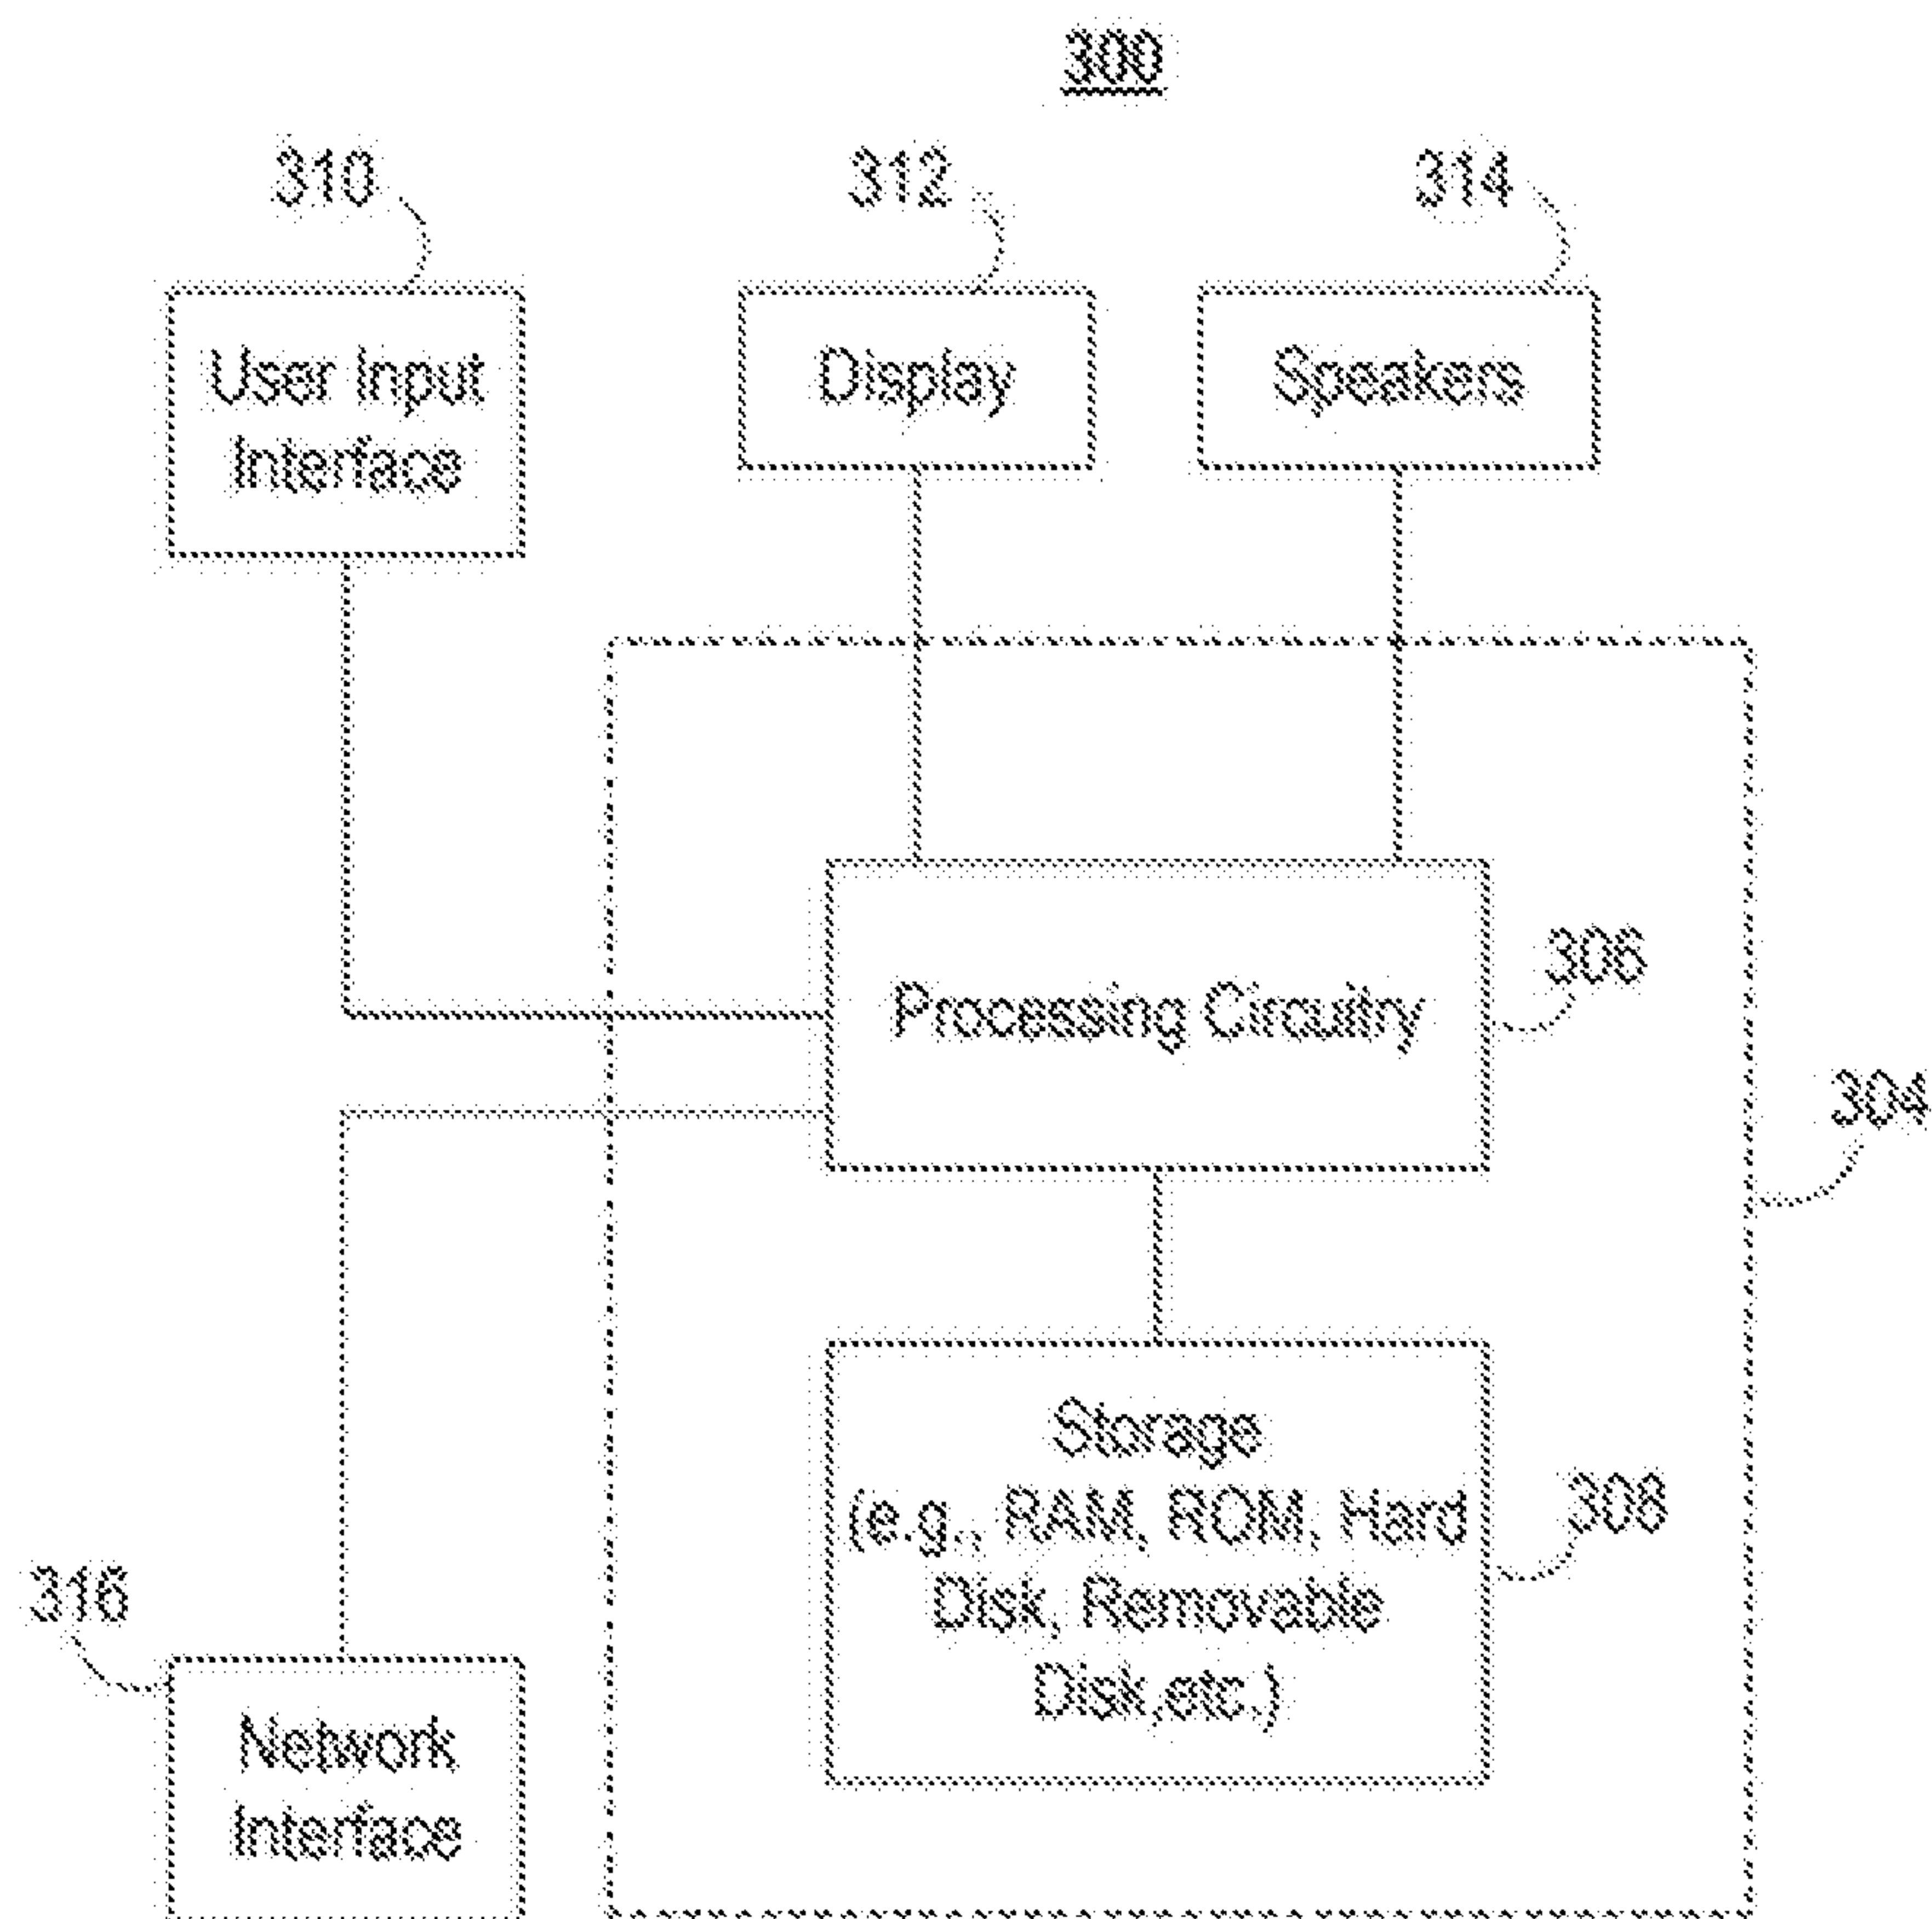 300
310
312
314
User Input
Interface
Display
Speakers
306
Processing Circuitry
304
Storage
(e.g., RAM, ROM, Hard
Disk, Removable
Disk,etc.)
308
316
Network
Interface